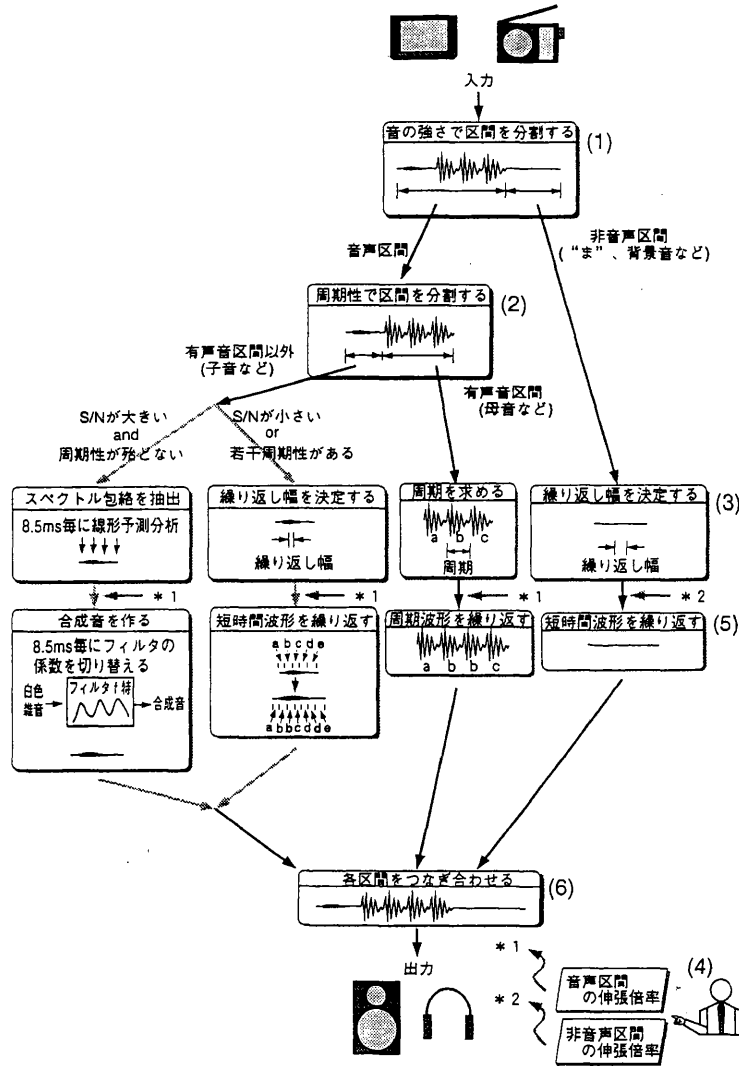 入力
音の強さで区間を分割する
(1)
音声区間
非音声区間
(“ま”、背景音など)
周期性で区間を分割する
(2)
有声音区間以外
(子音など)
有声音区間
(母音など)
S/Nが大きい
and
周期性が殆どない
S/Nが小さい
or
若干周期性がある
スペクトル包絡を抽出
8.5ms毎に線形予測分析
繰り返し幅を決定する
繰り返し幅
周期を求める
a b c
周期
繰り返し幅を決定する
繰り返し幅
(3)
* 1
* 1
* 1
* 2
合成音を作る
8.5ms毎にフィルタの
係数を切り替える
白色
雑音
フィルタf特
合成音
短時間波形を繰り返す
a b c d e
a b b c d d e
周期波形を繰り返す
a b b c
短時間波形を繰り返す
(5)
各区間をつなぎ合わせる
(6)
出力
* 1
* 2
(4)
音声区間
の伸張倍率
非音声区間
の伸張倍率